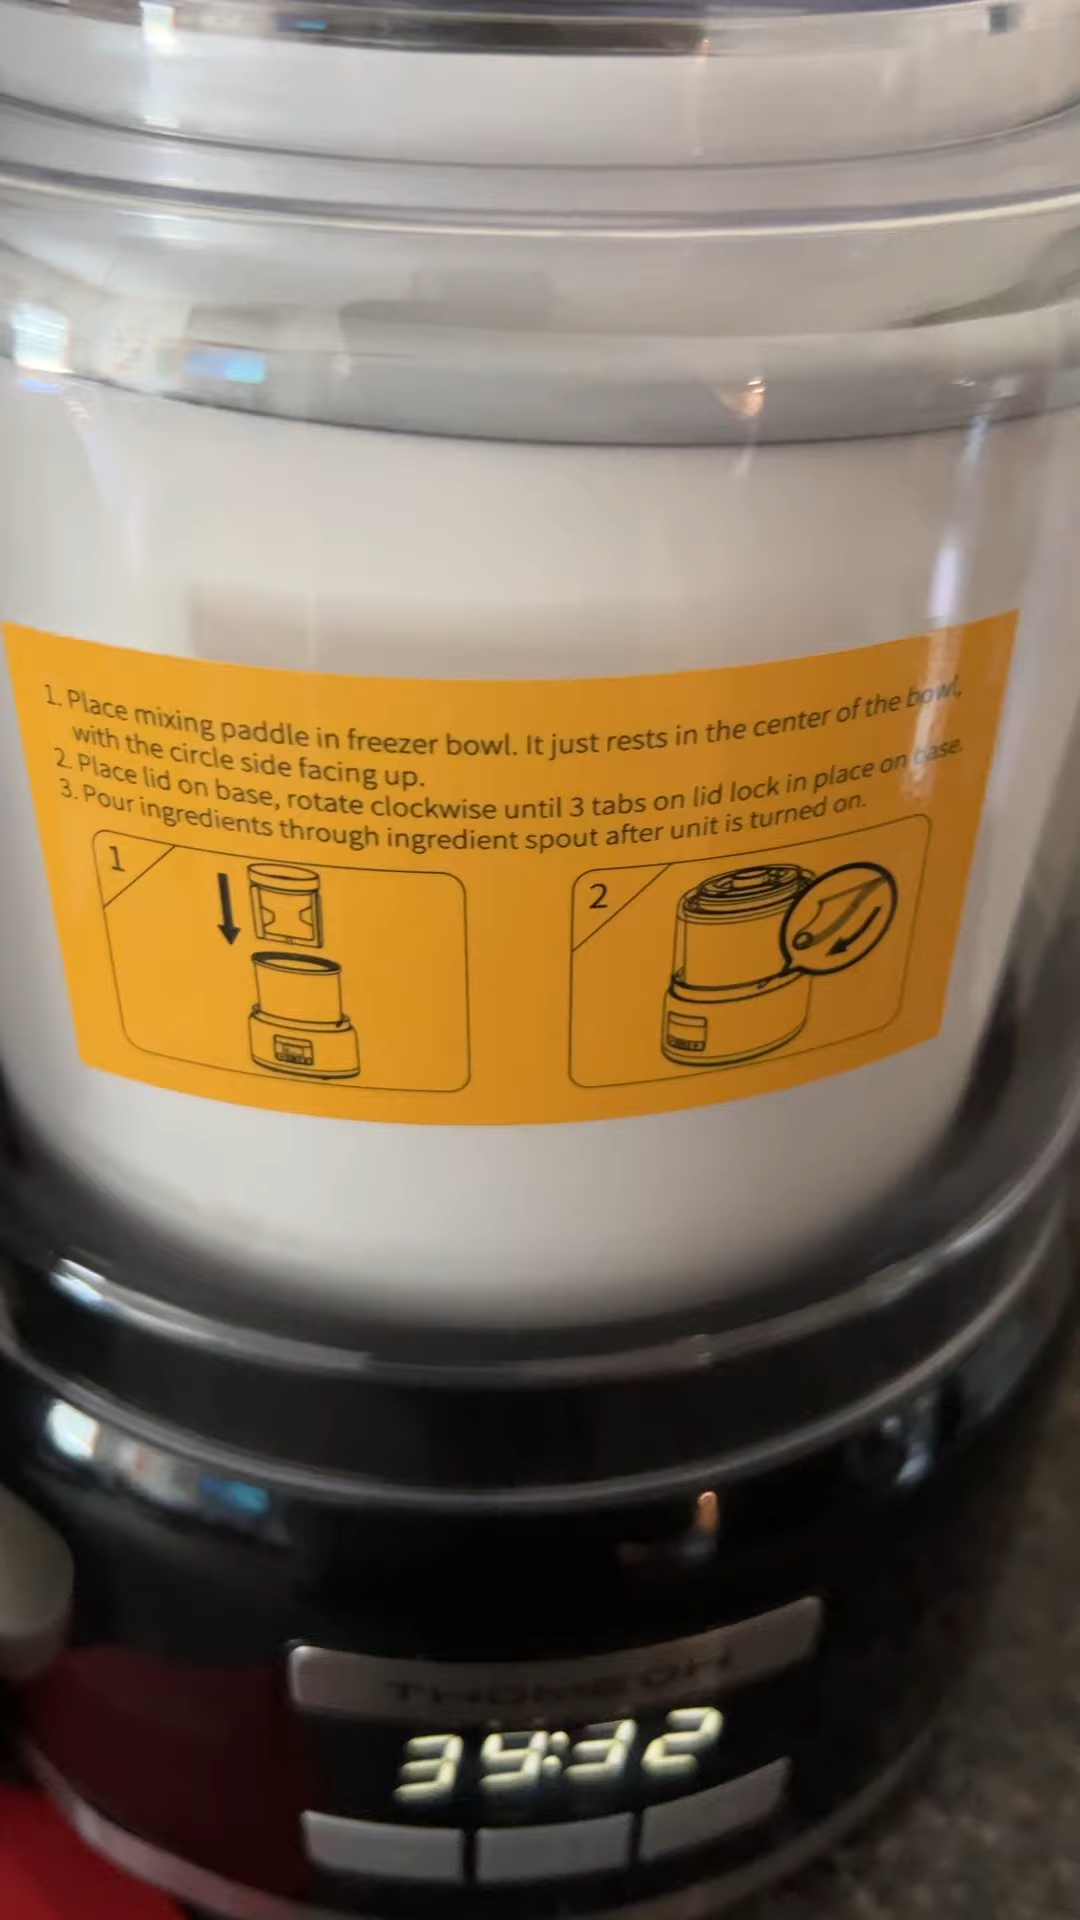 1. Place mixing paddle in freezer bowl. It just rests in the center of the bowl,
with the circle side facing up.
2. Place lid on base, rotate clockwise until 3 tabs on lid lock in place on base.
3. Pour ingredients through ingredient spout after unit is turned on.
1
2
THOMSON
39:32